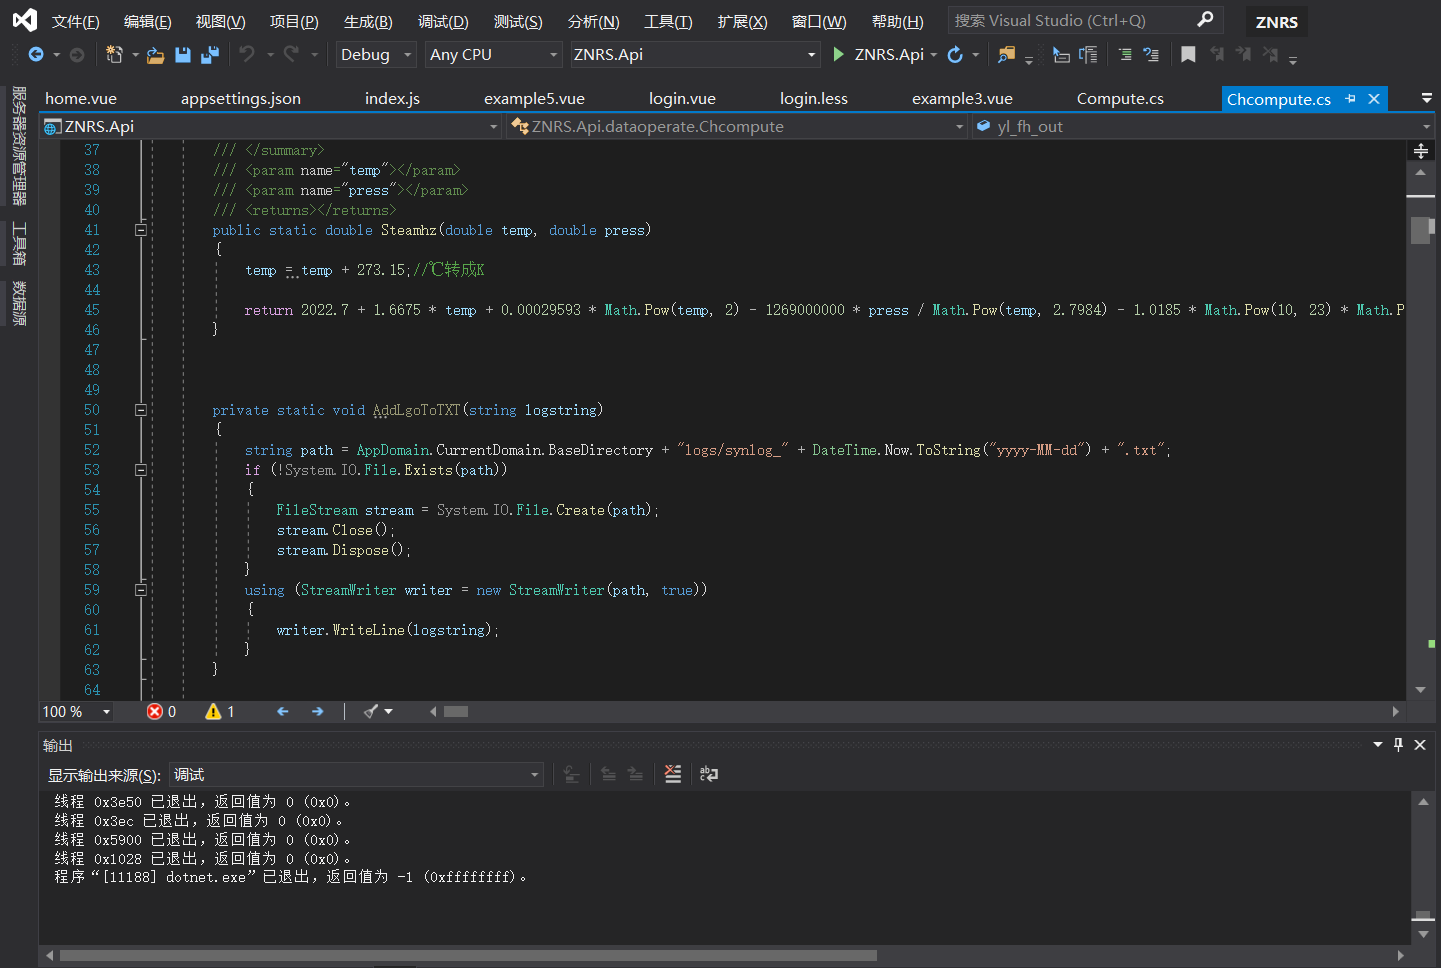 文件(F) 编辑(E) 视图(V) 项目(P) 生成(B) 调试(D) 测试(S) 分析(N) 工具(T) 扩展(X) 窗口(W) 帮助(H) 搜索 Visual Studio (Ctrl+Q) ZNRS
Debug Any CPU ZNRS.Api ZNRS.Api
服务器资源管理器
工具箱
数据源
home.vue appsettings.json index.js example5.vue login.vue login.less example3.vue Compute.cs Chcompute.cs
ZNRS.Api ZNRS.Api.dataoperate.Chcompute yl_fh_out
37 /// </summary>
38 /// <param name="temp"></param>
39 /// <param name="press"></param>
40 /// <returns></returns>
41 public static double Steamhz(double temp, double press)
42 {
43 temp = temp + 273.15;//℃转成K
44
45 return 2022.7 + 1.6675 * temp + 0.00029593 * Math.Pow(temp, 2) - 1269000000 * press / Math.Pow(temp, 2.7984) - 1.0185 * Math.Pow(10, 23) * Math.P
46 }
47
48
49
50 private static void AddLgoToTXT(string logstring)
51 {
52 string path = AppDomain.CurrentDomain.BaseDirectory + "logs/synlog_" + DateTime.Now.ToString("yyyy-MM-dd") + ".txt";
53 if (!System.IO.File.Exists(path))
54 {
55 FileStream stream = System.IO.File.Create(path);
56 stream.Close();
57 stream.Dispose();
58 }
59 using (StreamWriter writer = new StreamWriter(path, true))
60 {
61 writer.WriteLine(logstring);
62 }
63 }
64
100 % 0 1
输出
显示输出来源(S): 调试
线程 0x3e50 已退出，返回值为 0 (0x0)。
线程 0x3ec 已退出，返回值为 0 (0x0)。
线程 0x5900 已退出，返回值为 0 (0x0)。
线程 0x1028 已退出，返回值为 0 (0x0)。
程序“[11188] dotnet.exe”已退出，返回值为 -1 (0xffffffff)。